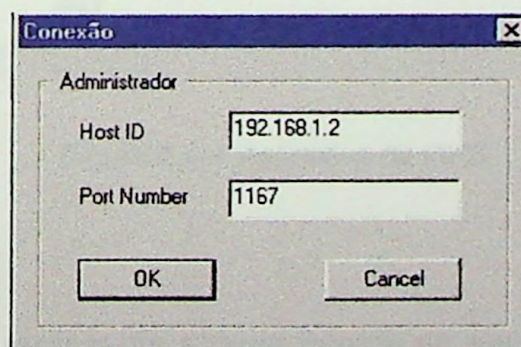 Conexão
Administrador
Host ID 192.168.1.2
Port Number 1167
OK Cancel